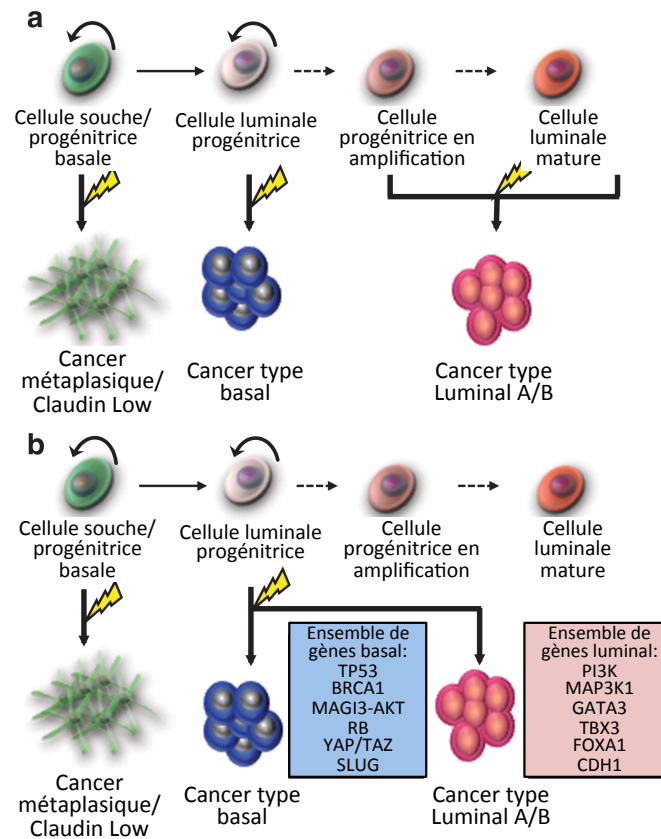 a
Cellule souche/
progénitrice
basale
Cellule luminale
progénitrice
Cellule
progénitrice en
amplification
Cellule
luminale
mature
Cancer
métaplasique/
Claudin Low
Cancer type
basal
Cancer type
Luminal A/B
b
Cellule souche/
progénitrice
basale
Cellule luminale
progénitrice
Cellule
progénitrice en
amplification
Cellule
luminale
mature
Ensemble de
gènes basal:
TP53
BRCA1
MAGI3-AKT
RB
YAP/TAZ
SLUG
Ensemble de
gènes luminal:
PI3K
MAP3K1
GATA3
TBX3
FOXA1
CDH1
Cancer
métaplasique/
Claudin Low
Cancer type
basal
Cancer type
Luminal A/B